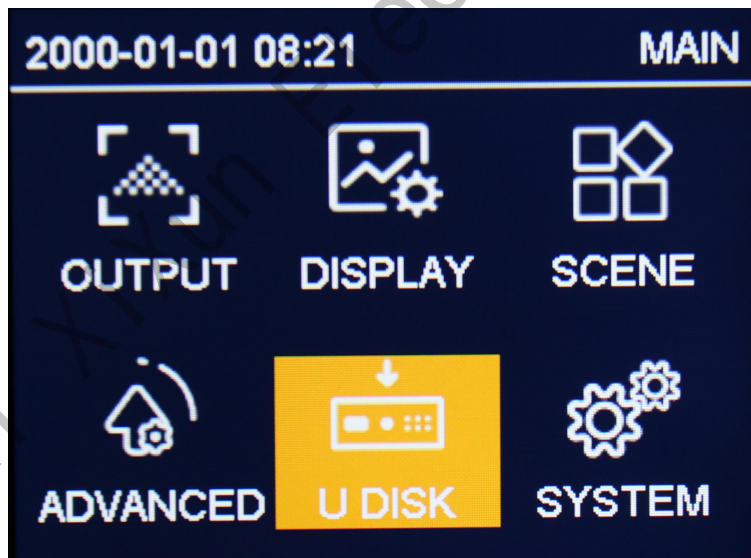 2000-01-01 08:21 MAIN
OUTPUT DISPLAY SCENE
ADVANCED U DISK SYSTEM